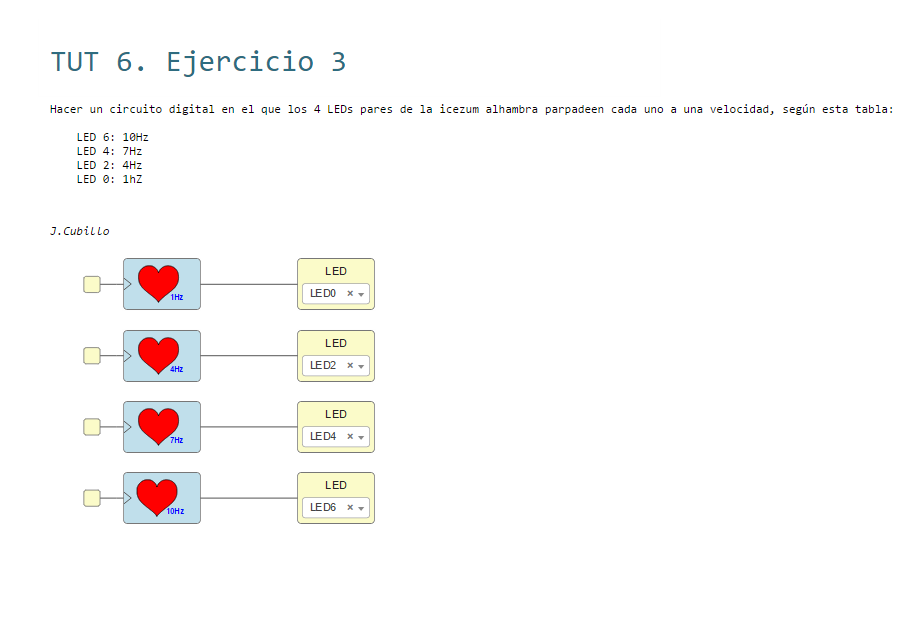 TUT 6. Ejercicio 3
Hacer un circuito digital en el que los 4 LEDs pares de la icezum alhambra parpadeen cada uno a una velocidad, según esta tabla:
LED 6: 10Hz
LED 4: 7Hz
LED 2: 4Hz
LED 0: 1hZ
J.Cubillo
LED
1Hz
LED0 ×
LED
4Hz
LED2 ×
LED
7Hz
LED4 ×
LED
10Hz
LED6 ×